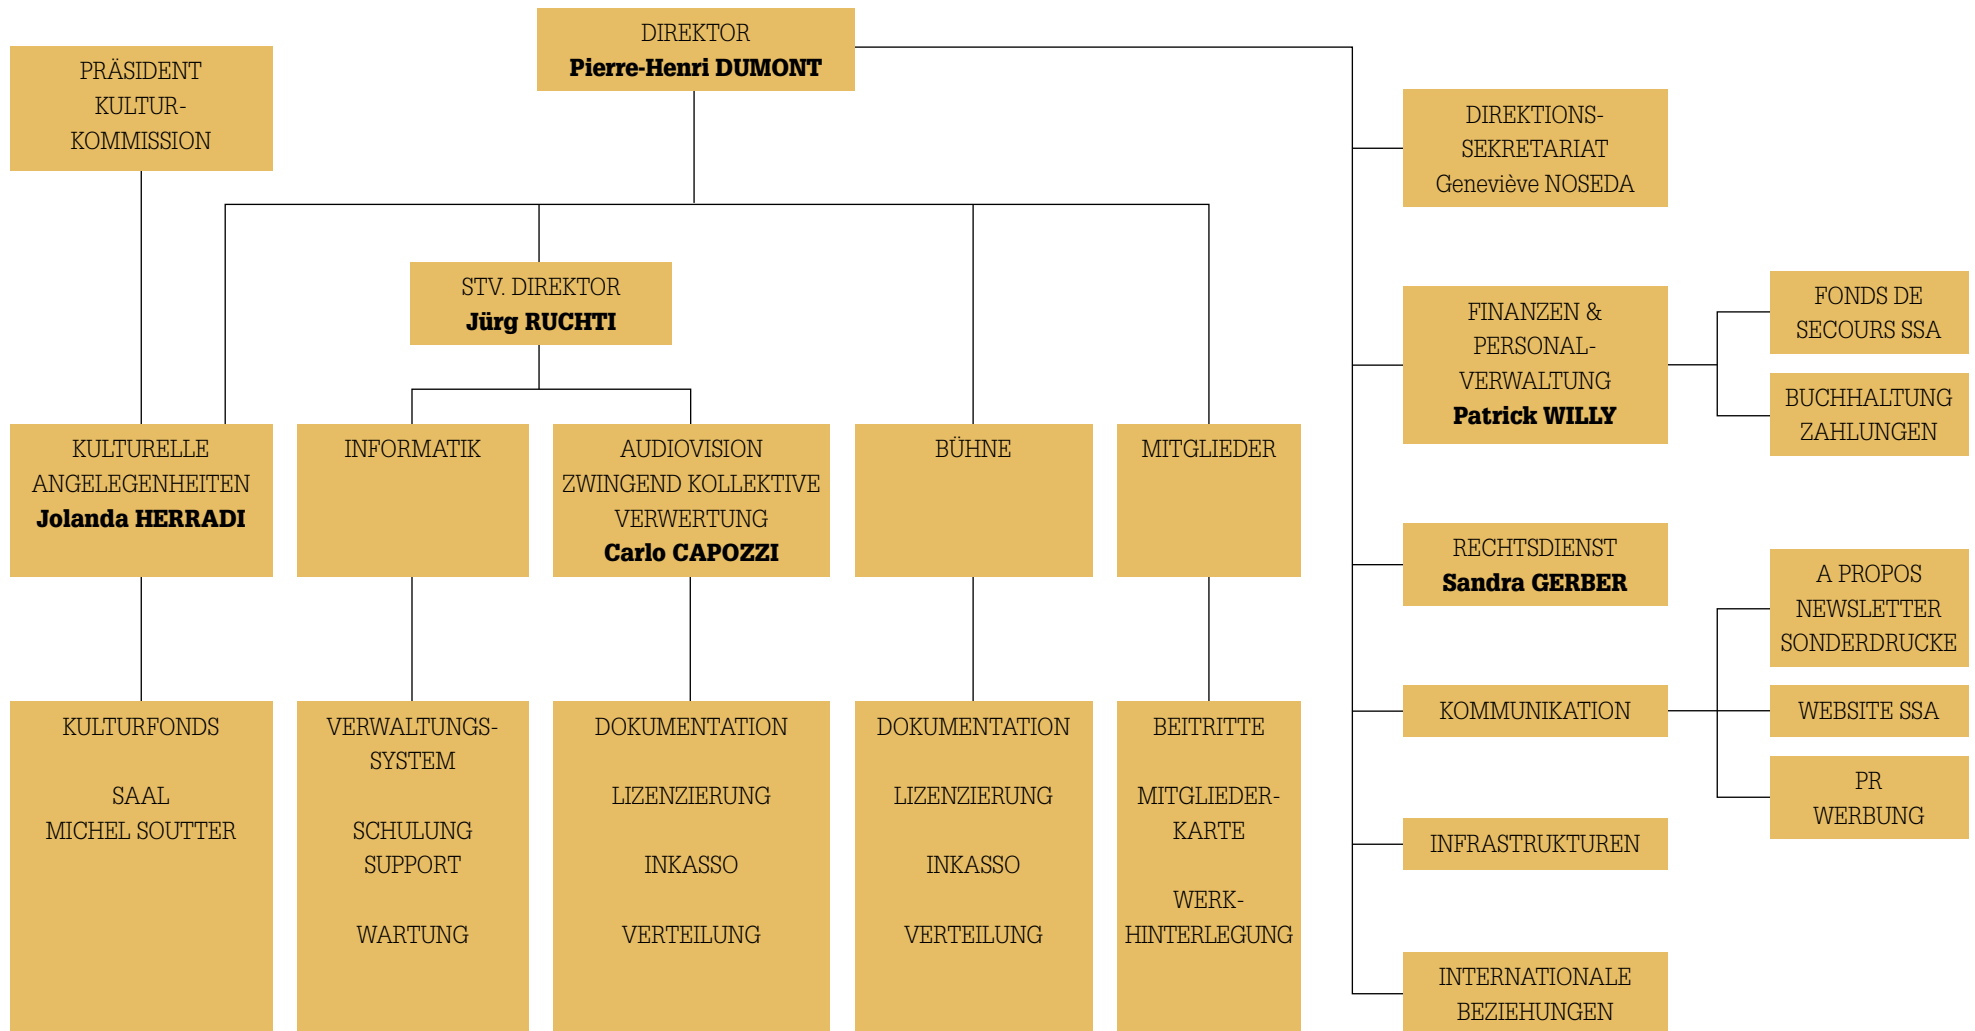 DIREKTOR
Pierre-Henri DUMONT
PRÄSIDENT
KULTUR-
KOMMISSION
DIREKTIONS-
SEKRETARIAT
Geneviève NOSEDA
STV. DIREKTOR
Jürg RUCHTI
FINANZEN &
PERSONAL-
VERWALTUNG
Patrick WILLY
FONDS DE
SECOURS SSA
BUCHHALTUNG
ZAHLUNGEN
KULTURELLE
ANGELEGENHEITEN
Jolanda HERRADI
INFORMATIK
AUDIOVISION
ZWINGEND KOLLEKTIVE
VERWERTUNG
Carlo CAPOZZI
BÜHNE
MITGLIEDER
RECHTSDIENST
Sandra GERBER
A PROPOS
NEWSLETTER
SONDERDRUCKE
KOMMUNIKATION
WEBSITE SSA
PR
WERBUNG
INFRASTRUKTUREN
INTERNATIONALE
BEZIEHUNGEN
KULTURFONDS
SAAL
MICHEL SOUTTER
VERWALTUNGS-
SYSTEM
SCHULUNG
SUPPORT
WARTUNG
DOKUMENTATION
LIZENZIERUNG
INKASSO
VERTEILUNG
DOKUMENTATION
LIZENZIERUNG
INKASSO
VERTEILUNG
BEITRITTE
MITGLIEDER-
KARTE
WERK-
HINTERLEGUNG